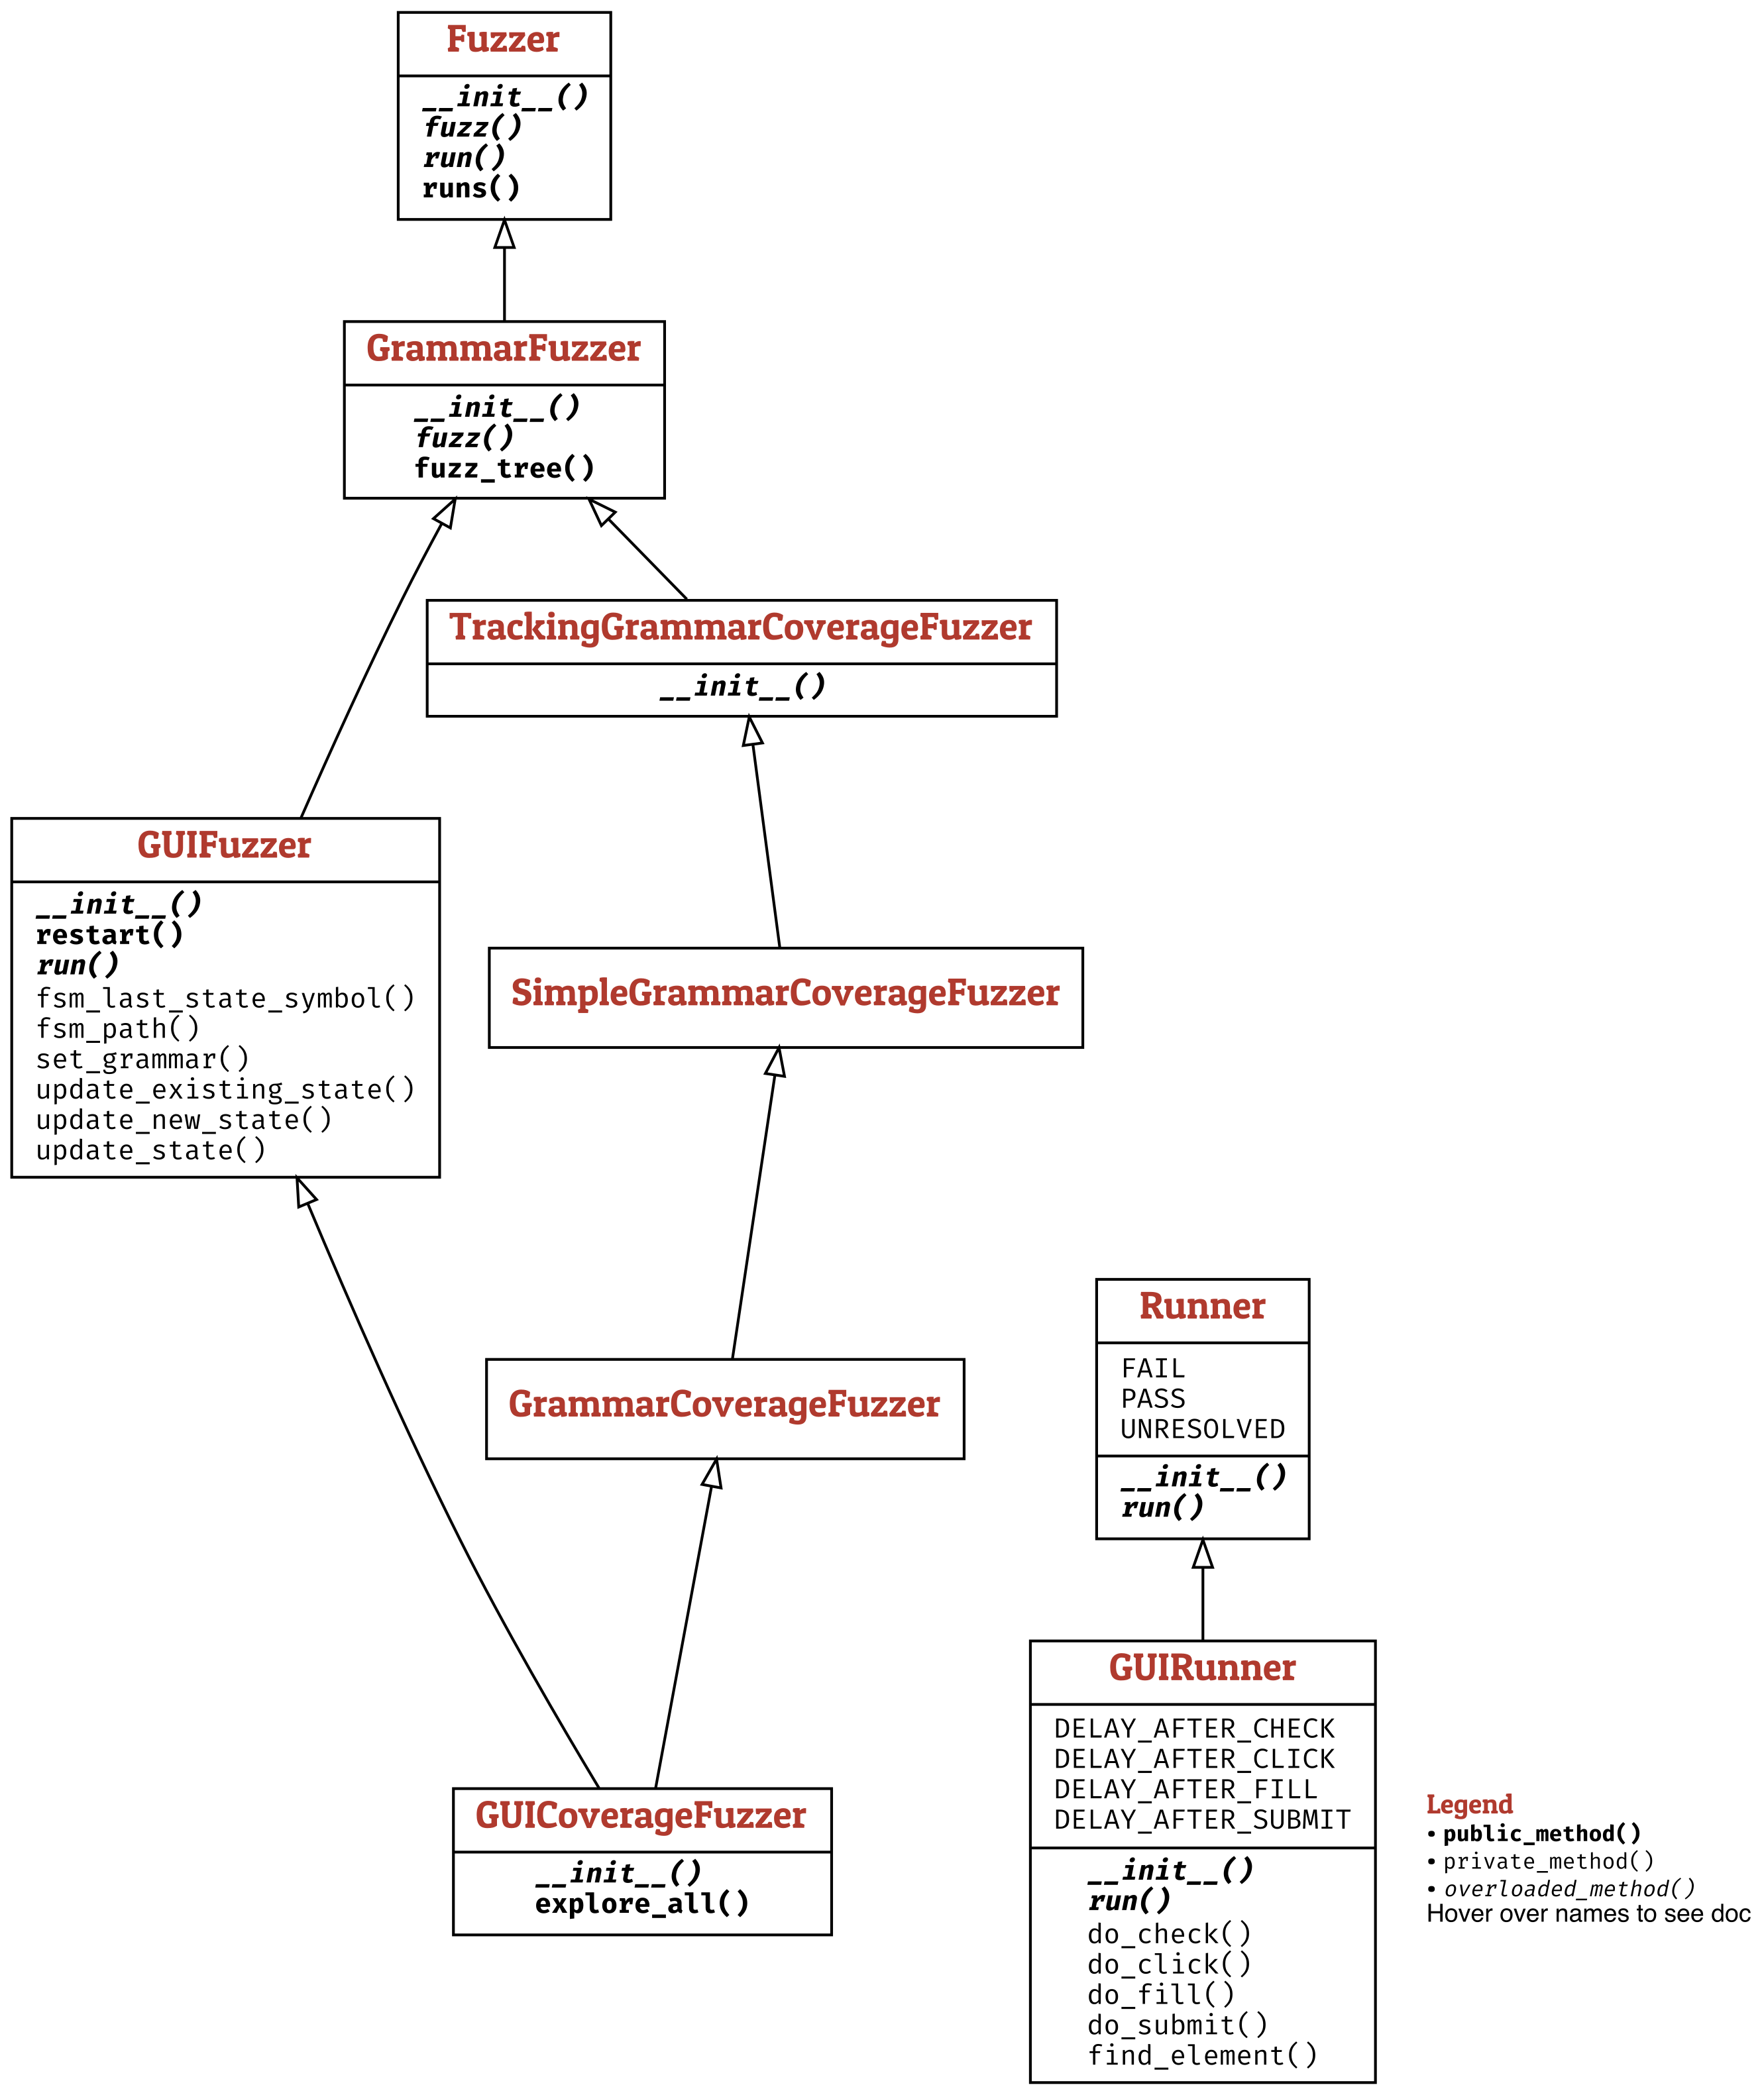 Fuzzer
__init__()
fuzz()
run()
runs()
GrammarFuzzer
__init__()
fuzz()
fuzz_tree()
TrackingGrammarCoverageFuzzer
__init__()
GUIFuzzer
__init__()
restart()
run()
fsm_last_state_symbol()
fsm_path()
set_grammar()
update_existing_state()
update_new_state()
update_state()
SimpleGrammarCoverageFuzzer
GrammarCoverageFuzzer
Runner
FAIL
PASS
UNRESOLVED
__init__()
run()
GUICoverageFuzzer
__init__()
explore_all()
GUIRunner
DELAY_AFTER_CHECK
DELAY_AFTER_CLICK
DELAY_AFTER_FILL
DELAY_AFTER_SUBMIT
__init__()
run()
do_check()
do_click()
do_fill()
do_submit()
find_element()
Legend
• public_method()
• private_method()
• overloaded_method()
Hover over names to see doc